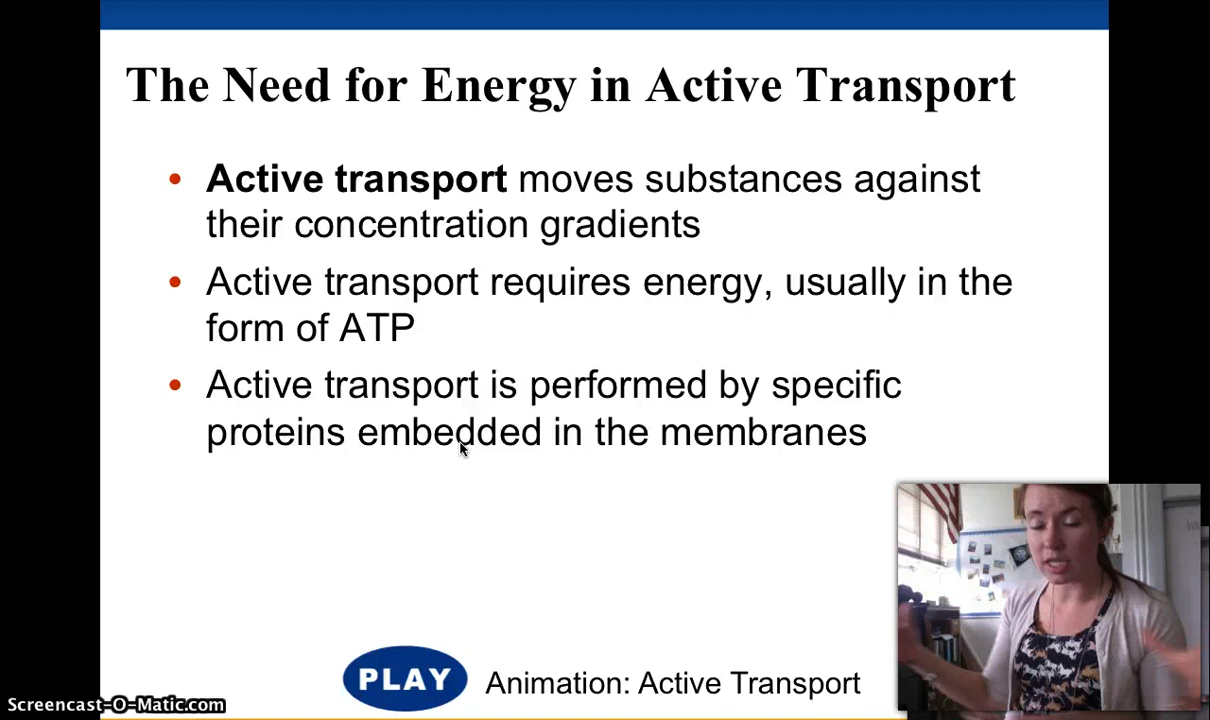 The Need for Energy in Active Transport
• Active transport moves substances against
their concentration gradients
• Active transport requires energy, usually in the
form of ATP
• Active transport is performed by specific
proteins embedded in the membranes
PLAY Animation: Active Transport
Screencast-O-Matic.com